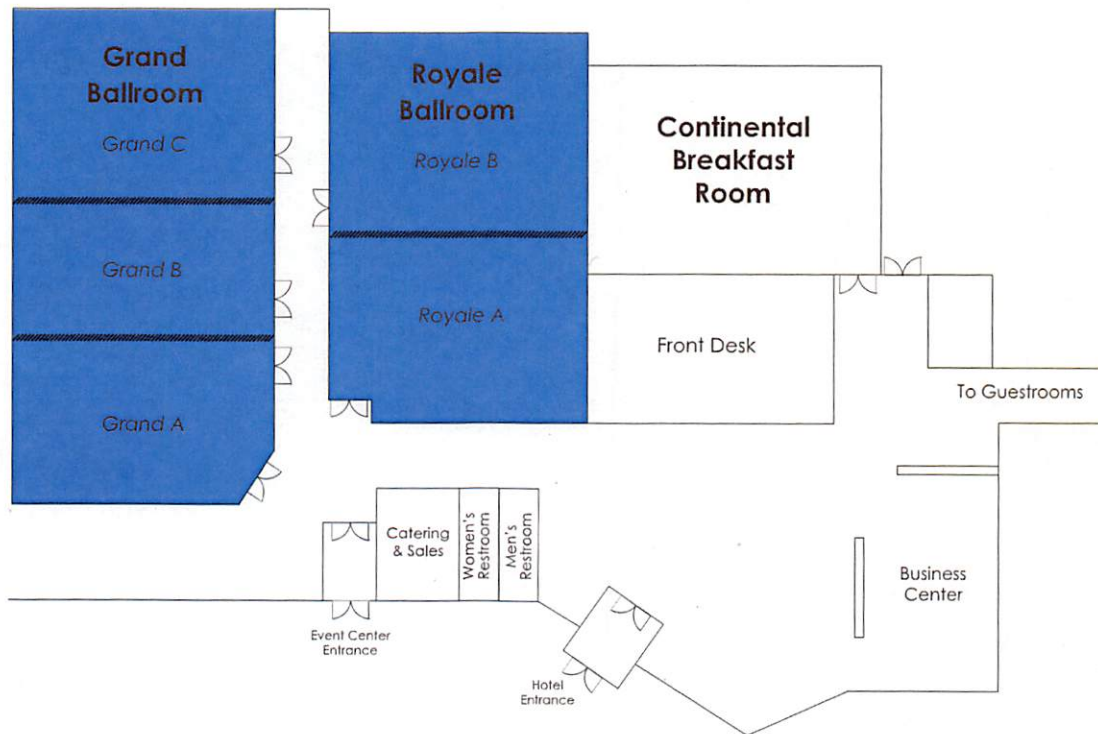 Grand
Ballroom
Grand C
Grand B
Grand A
Royale
Ballroom
Royale B
Royale A
Continental
Breakfast
Room
Front Desk
To Guestrooms
Catering
& Sales
Women's
Restroom
Men's
Restroom
Business
Center
Event Center
Entrance
Hotel
Entrance